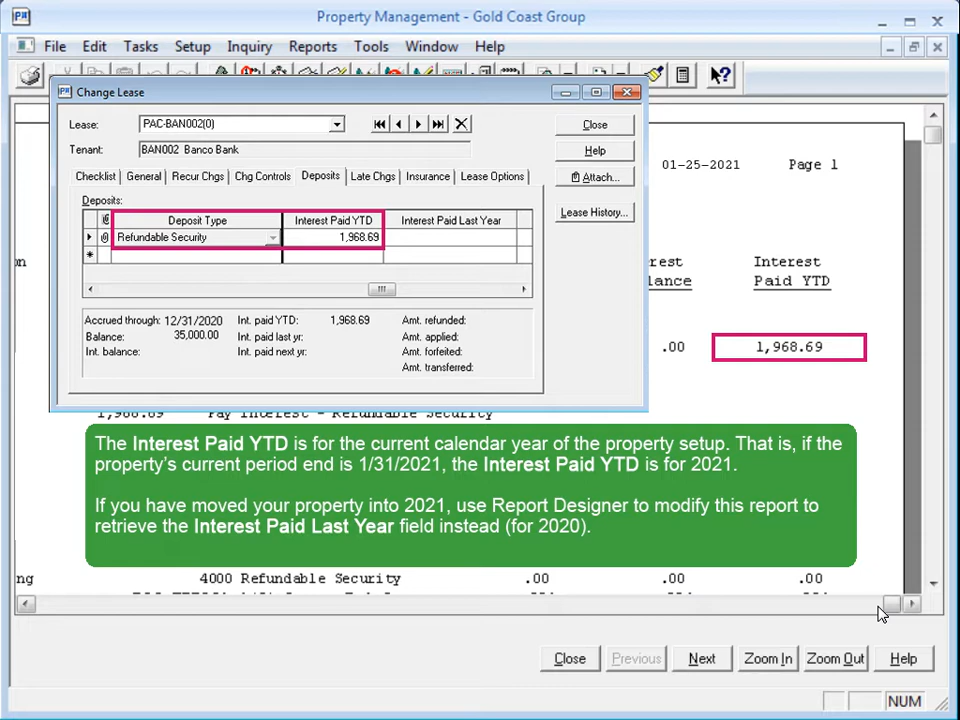 Property Management - Gold Coast Group
File Edit Tasks Setup Inquiry Reports Tools Window Help
Change Lease
Lease: PAC-BAN002(0)
Close
Tenant: BAN002 Banco Bank
Help
01-25-2021 Page 1
Checklist General Recur Chgs Chg Controls Deposits Late Chgs Insurance Lease Options
Attach...
Deposits:
Lease History...
Deposit Type Interest Paid YTD Interest Paid Last Year
Refundable Security 1,968.69
Interest
Paid YTD
Accrued through: 12/31/2020 Int. paid YTD: 1,968.69 Amt. refunded:
Balance: 35,000.00 Int. paid last yr: Amt. applied:
Int. balance: Int. paid next yr: Amt. forfeited:
Amt. transferred:
.00 1,968.69
1,968.69 Pay Interest - Refundable Security
The Interest Paid YTD is for the current calendar year of the property setup. That is, if the
property's current period end is 1/31/2021, the Interest Paid YTD is for 2021.
If you have moved your property into 2021, use Report Designer to modify this report to
retrieve the Interest Paid Last Year field instead (for 2020).
ng 4000 Refundable Security .00 .00 .00
Close Previous Next Zoom In Zoom Out Help
NUM